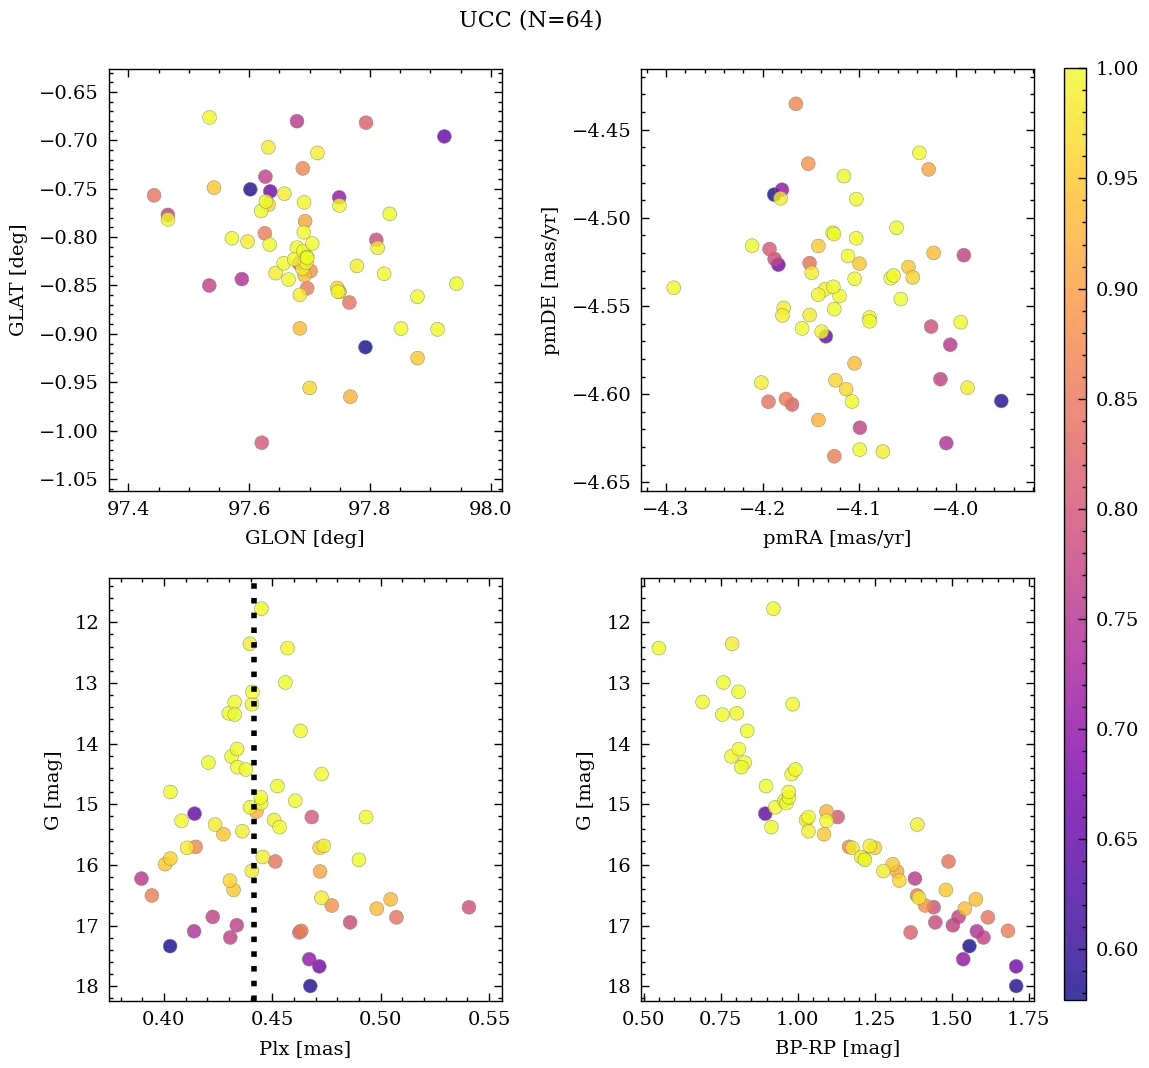 UCC (N=64)
−0.65
−0.70
−0.75
−0.80
−0.85
−0.90
−0.95
−1.00
−1.05
GLAT [deg]
97.4 97.6 97.8 98.0
GLON [deg]
−4.45
−4.50
−4.55
−4.60
−4.65
pmDE [mas/yr]
−4.3 −4.2 −4.1 −4.0
pmRA [mas/yr]
12
13
14
15
16
17
18
G [mag]
0.40 0.45 0.50 0.55
Plx [mas]
12
13
14
15
16
17
18
G [mag]
0.50 0.75 1.00 1.25 1.50 1.75
BP-RP [mag]
1.00
0.95
0.90
0.85
0.80
0.75
0.70
0.65
0.60